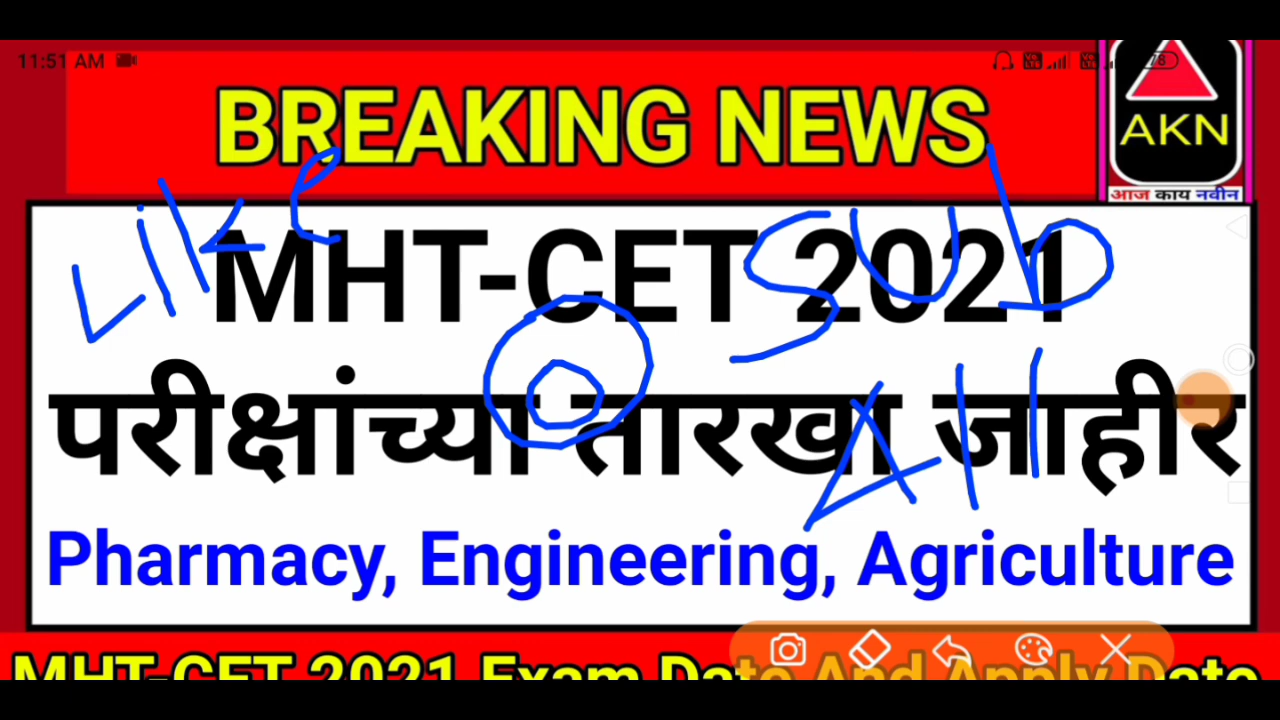 11:51 AM
78
BREAKING NEWS
AKN
आज काय नवीन
Like
Sub
MHT-CET 2021
परीक्षांच्या तारखा जाहीर
All
Pharmacy, Engineering, Agriculture
MHT-CET 2021 Exam Date And Apply Date